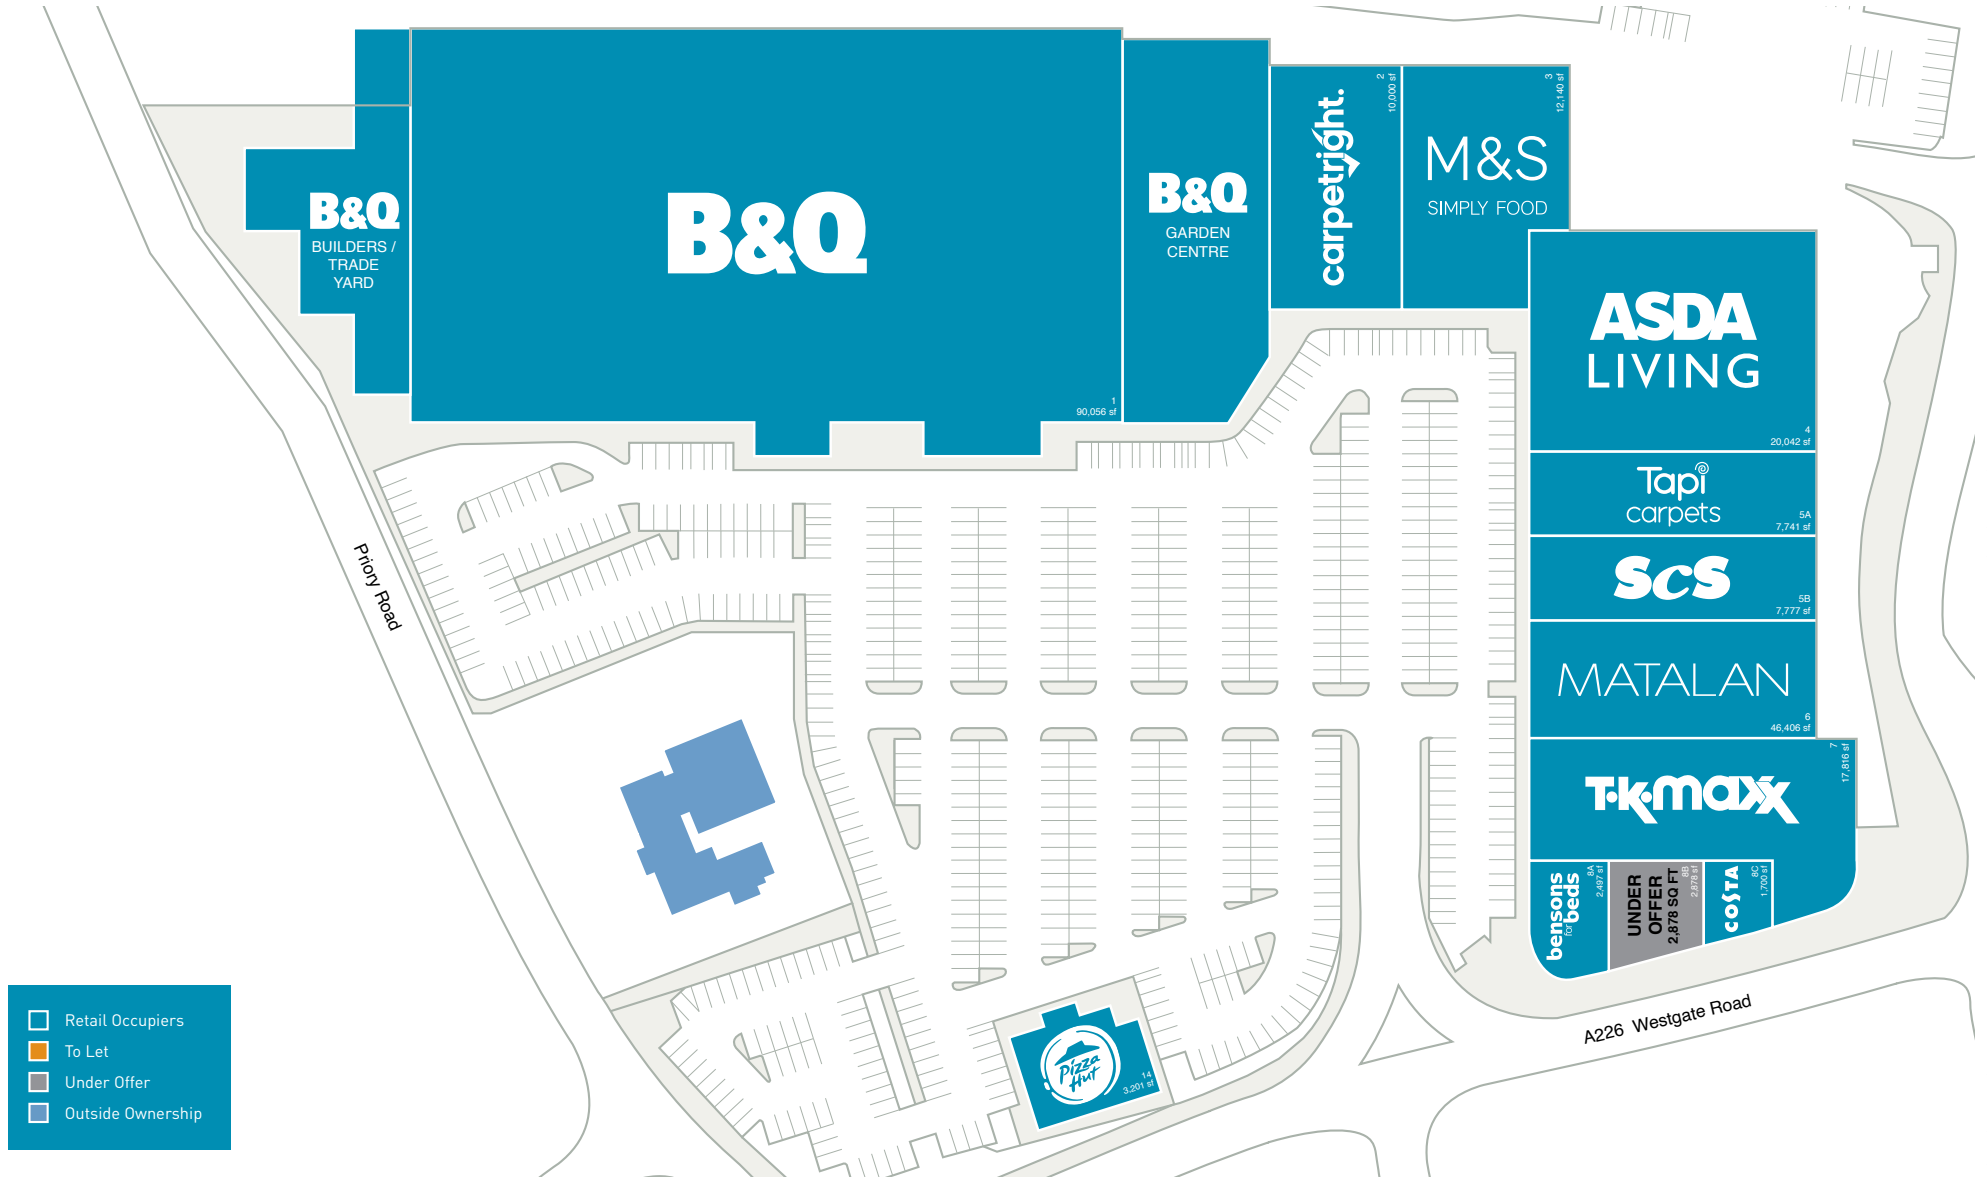 B&Q
BUILDERS /
TRADE
YARD
B&Q
1
90,056 sf
B&Q
GARDEN
CENTRE
carpetright.
2
10,000 sf
M&S
SIMPLY FOOD
3
12,140 sf
ASDA
LIVING
4
20,042 sf
Tapi
carpets
5A
7,741 sf
ScS
5B
7,777 sf
MATALAN
6
46,406 sf
T·K·maxx
7
17,816 sf
bensons
for beds
8A
2,497 sf
UNDER
OFFER
2,878 SQ FT
8B
2,878 sf
COSTA
8C
1,700 sf
Pizza
Hut
14
3,201 sf
Priory Road
A226 Westgate Road
Retail Occupiers
To Let
Under Offer
Outside Ownership